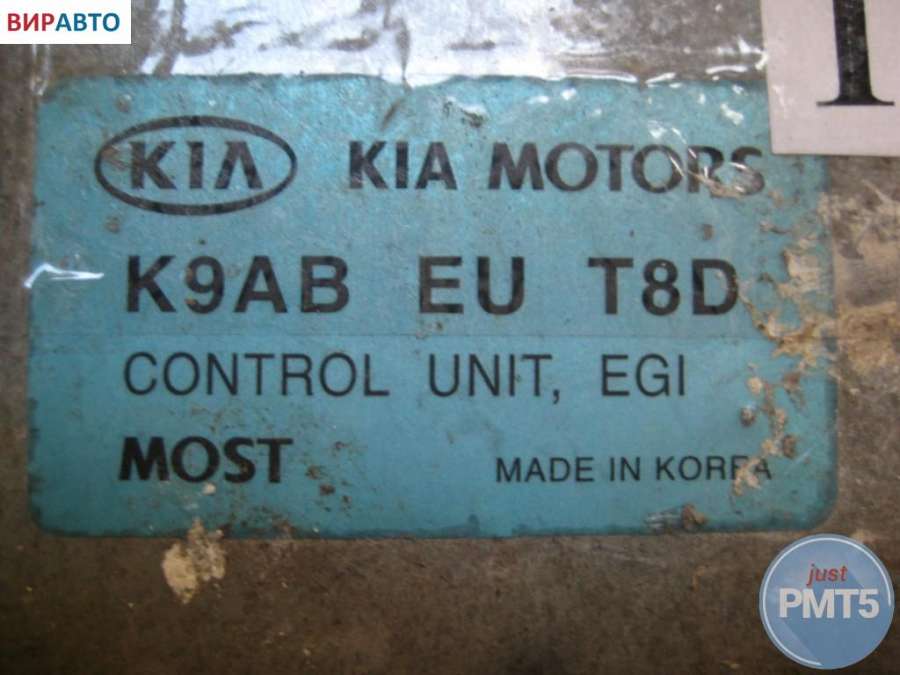 ВИРАВТО
KIA KIA MOTORS
K9AB EU T8D
CONTROL UNIT, EGI
MOST MADE IN KOREA
just
PMT5